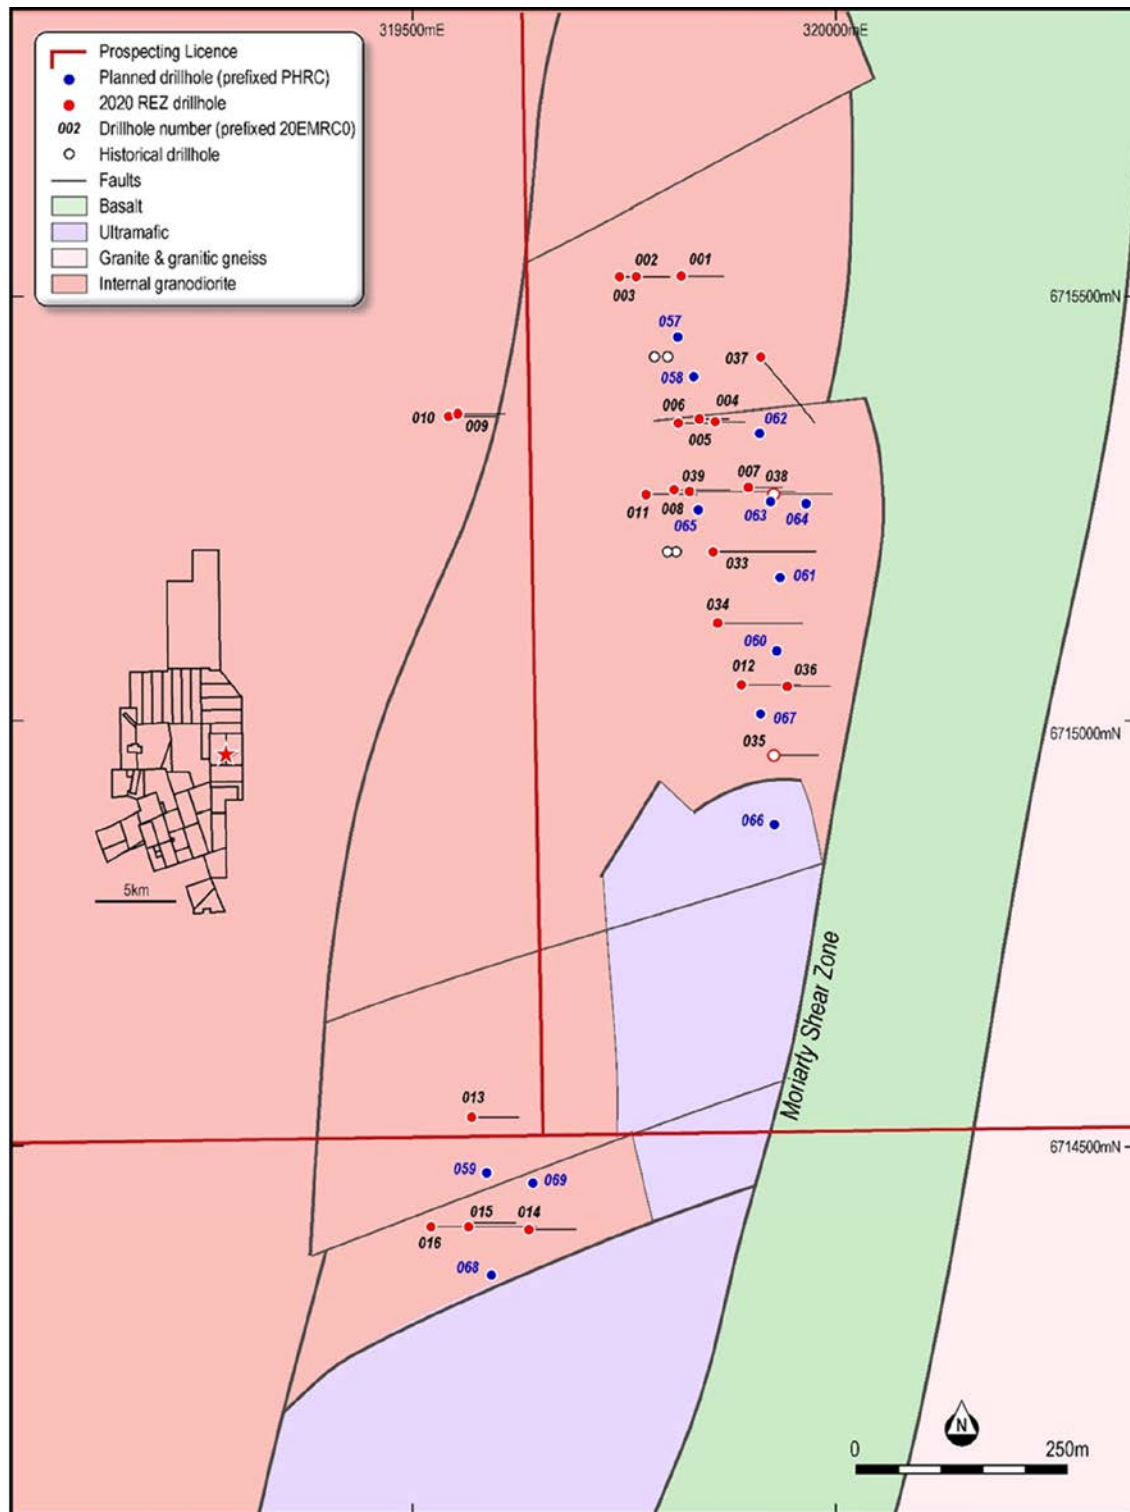 319500mE
320000mE
Prospecting Licence
Planned drillhole (prefixed PHRC)
2020 REZ drillhole
002 Drillhole number (prefixed 20EMRC0)
Historical drillhole
Faults
Basalt
Ultramafic
Granite & granitic gneiss
Internal granodiorite
002
001
003
6715500mN
057
037
058
006
004
062
010
009
005
039
007
038
011
008
063
064
065
033
061
034
060
012
036
067
6715000mN
035
066
5km
Moriarty Shear Zone
013
6714500mN
059
069
015
014
016
068
N
0
250m